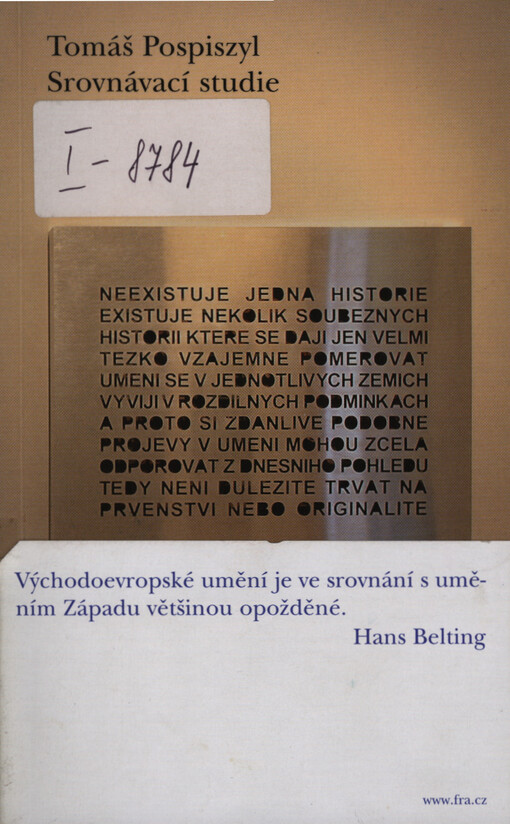 Tomáš Pospiszyl
Srovnávací studie
I - 8784
NEEXISTUJE JEDNA HISTORIE
EXISTUJE NEKOLIK SOUBEZNYCH
HISTORII KTERE SE DAJI JEN VELMI
TEZKO VZAJEMNE POMEROVAT
UMENI SE V JEDNOTLIVYCH ZEMICH
VYVIJI V ROZDILNYCH PODMINKACH
A PROTO SI ZDANLIVE PODOBNE
PROJEVY V UMENI MOHOU ZCELA
ODPOROVAT Z DNESNIHO POHLEDU
TEDY NENI DULEZITE TRVAT NA
PRVENSTVI NEBO ORIGINALITE
Východoevropské umění je ve srovnání s umě-
ním Západu většinou opožděné.
Hans Belting
www.fra.cz